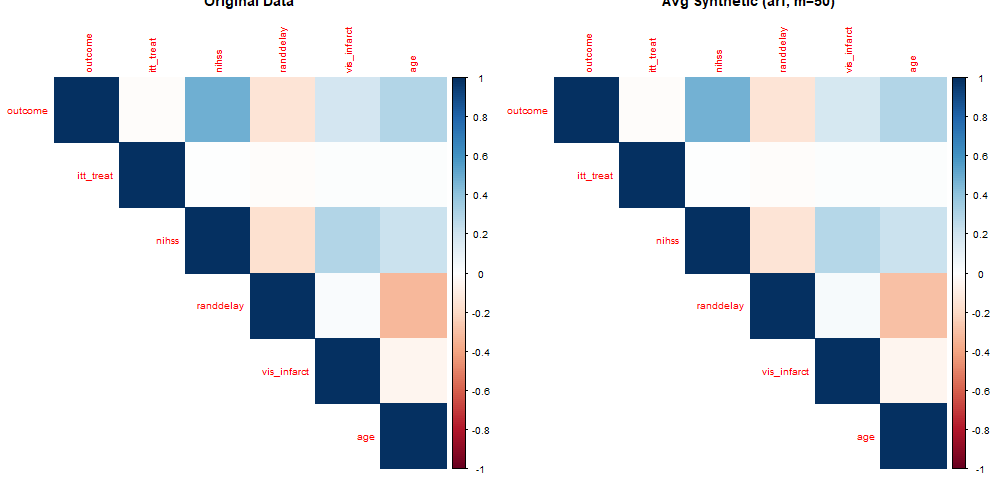 Original Data
outcome
itt_treat
nihss
randdelay
vis_infarct
age
outcome
itt_treat
nihss
randdelay
vis_infarct
age
1
0.8
0.6
0.4
0.2
0
-0.2
-0.4
-0.6
-0.8
-1
Avg Synthetic (arf, m=50)
outcome
itt_treat
nihss
randdelay
vis_infarct
age
outcome
itt_treat
nihss
randdelay
vis_infarct
age
1
0.8
0.6
0.4
0.2
0
-0.2
-0.4
-0.6
-0.8
-1